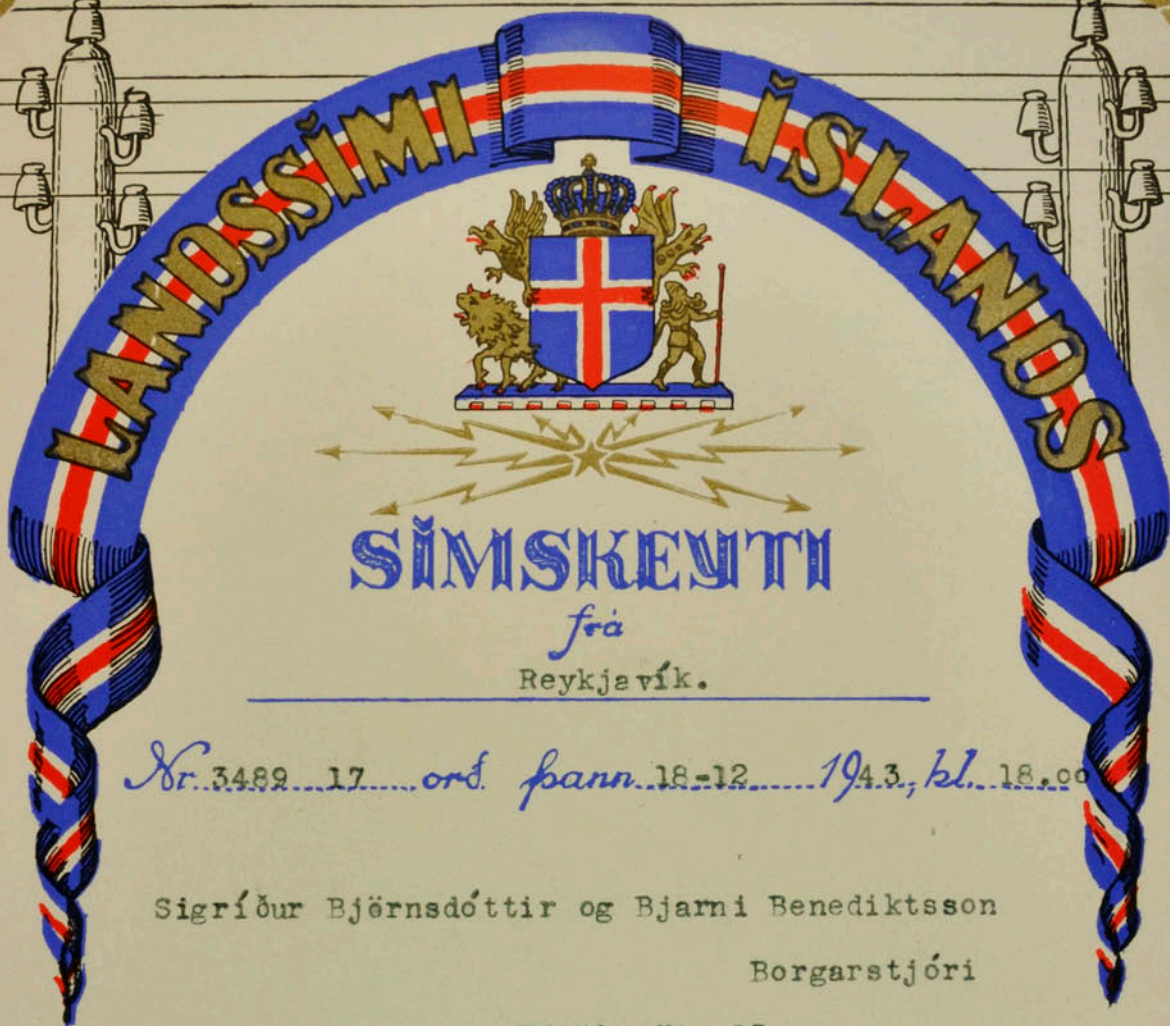 LANDSSÍMI ÍSLANDS
SÍMSKEYTI
frá
Reykjavík.
Nr. 3489 17 orð. þann 18-12 1943, kl. 18.00
Sigríður Björnsdóttir og Bjarni Benediktsson
Borgarstjóri